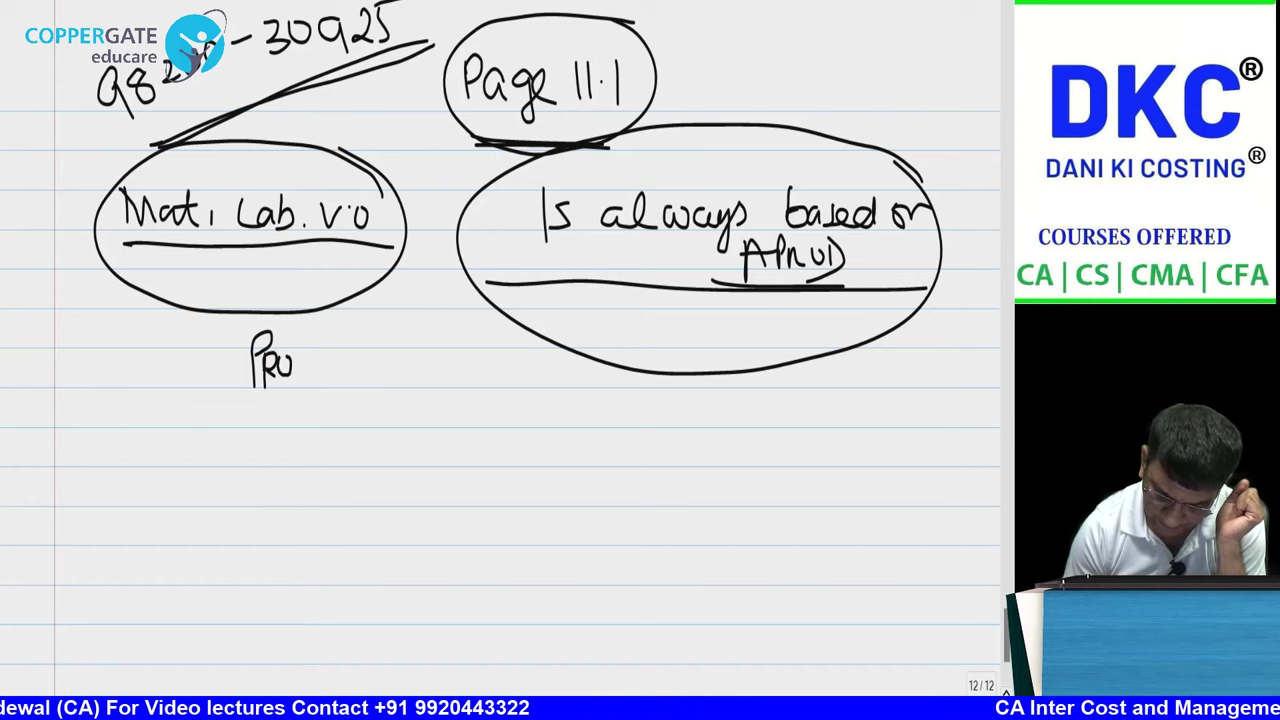 COPPERGATE
educare
- 30925
98
Page 11.1
Mat, Lab. V.O
Is always based on
A PROD
PRO
12/12
DKC®
DANI KI COSTING®
COURSES OFFERED
CA | CS | CMA | CFA
dewal (CA) For Video lectures Contact +91 9920443322
CA Inter Cost and Manageme